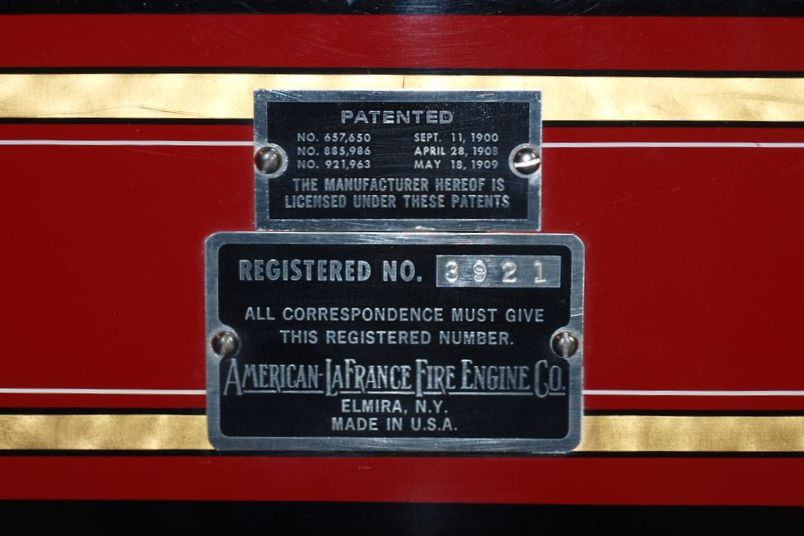 PATENTED
NO. 657,650 SEPT. 11, 1900
NO. 885,986 APRIL 28, 1908
NO. 921,963 MAY 18, 1909
THE MANUFACTURER HEREOF IS
LICENSED UNDER THESE PATENTS
REGISTERED NO. 3921
ALL CORRESPONDENCE MUST GIVE
THIS REGISTERED NUMBER.
AMERICAN-LAFRANCE FIRE ENGINE CO.
ELMIRA, N.Y.
MADE IN U.S.A.